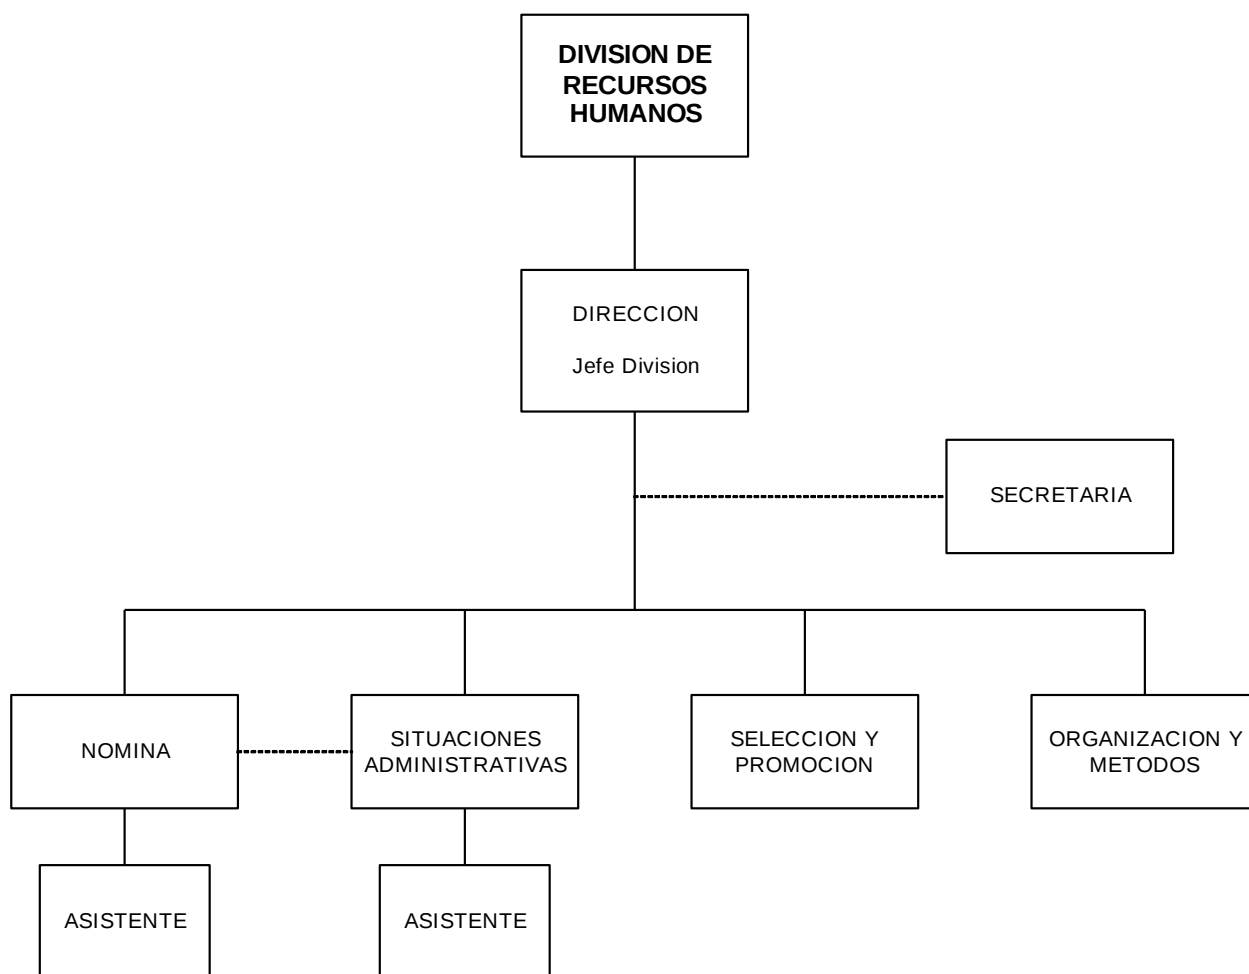 DIVISION DE
RECURSOS
HUMANOS
DIRECCION
Jefe Division
SECRETARIA
NOMINA
SITUACIONES
ADMINISTRATIVAS
SELECCION Y
PROMOCION
ORGANIZACION Y
METODOS
ASISTENTE
ASISTENTE